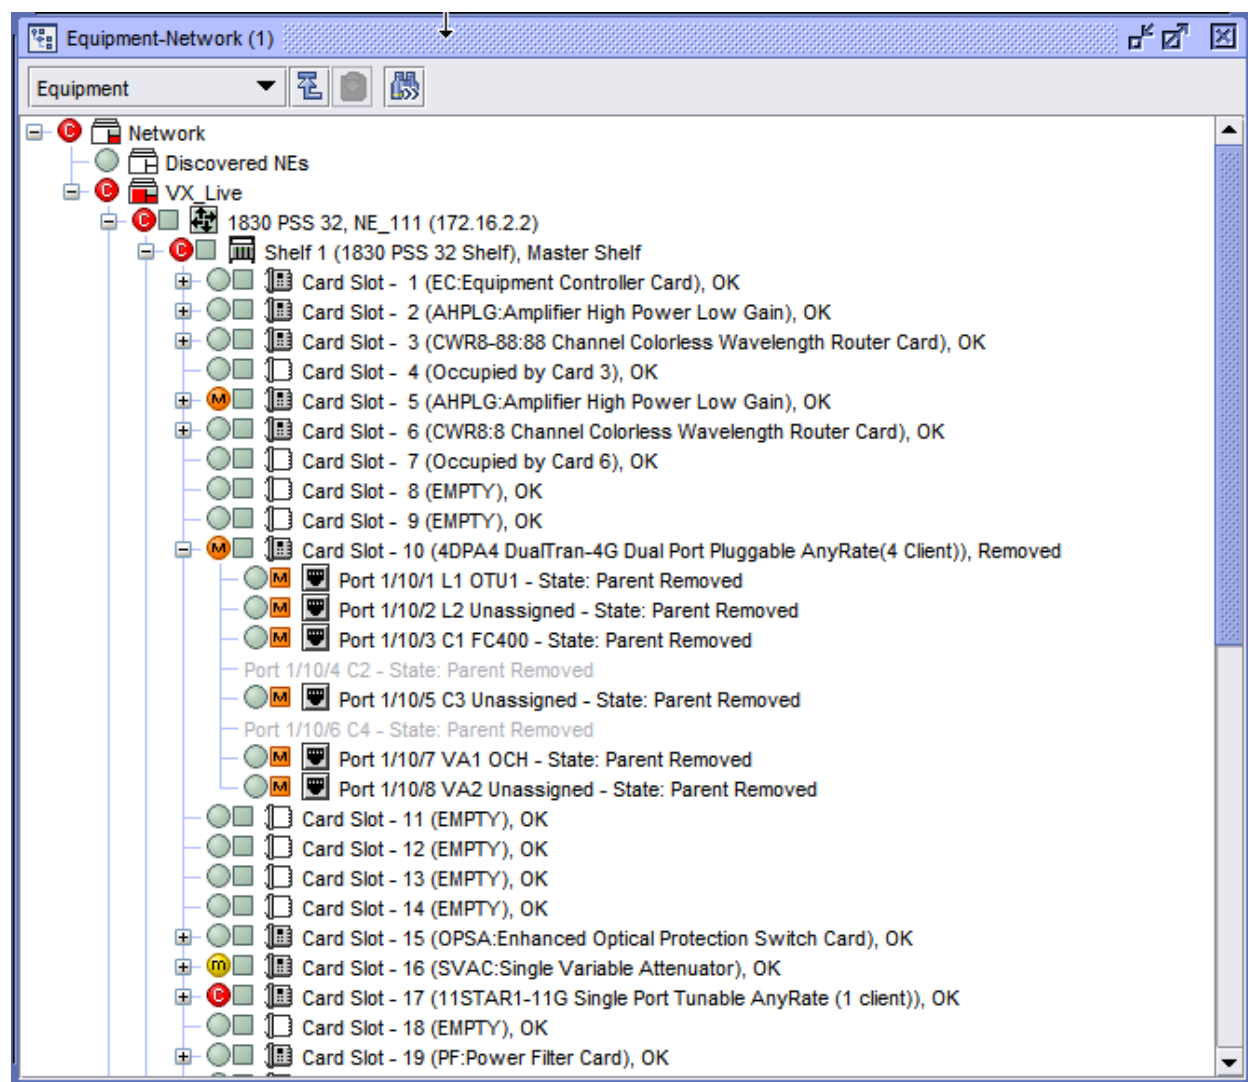 Equipment-Network (1)
Equipment
C Network
Discovered NEs
C VX_Live
C 1830 PSS 32, NE_111 (172.16.2.2)
C Shelf 1 (1830 PSS 32 Shelf), Master Shelf
Card Slot - 1 (EC:Equipment Controller Card), OK
Card Slot - 2 (AHPLG:Amplifier High Power Low Gain), OK
Card Slot - 3 (CWR8-88:88 Channel Colorless Wavelength Router Card), OK
Card Slot - 4 (Occupied by Card 3), OK
M Card Slot - 5 (AHPLG:Amplifier High Power Low Gain), OK
Card Slot - 6 (CWR8:8 Channel Colorless Wavelength Router Card), OK
Card Slot - 7 (Occupied by Card 6), OK
Card Slot - 8 (EMPTY), OK
Card Slot - 9 (EMPTY), OK
M Card Slot - 10 (4DPA4 DualTran-4G Dual Port Pluggable AnyRate(4 Client)), Removed
M Port 1/10/1 L1 OTU1 - State: Parent Removed
M Port 1/10/2 L2 Unassigned - State: Parent Removed
M Port 1/10/3 C1 FC400 - State: Parent Removed
Port 1/10/4 C2 - State: Parent Removed
M Port 1/10/5 C3 Unassigned - State: Parent Removed
Port 1/10/6 C4 - State: Parent Removed
M Port 1/10/7 VA1 OCH - State: Parent Removed
M Port 1/10/8 VA2 Unassigned - State: Parent Removed
Card Slot - 11 (EMPTY), OK
Card Slot - 12 (EMPTY), OK
Card Slot - 13 (EMPTY), OK
Card Slot - 14 (EMPTY), OK
Card Slot - 15 (OPSA:Enhanced Optical Protection Switch Card), OK
m Card Slot - 16 (SVAC:Single Variable Attenuator), OK
C Card Slot - 17 (11STAR1-11G Single Port Tunable AnyRate (1 client)), OK
Card Slot - 18 (EMPTY), OK
Card Slot - 19 (PF:Power Filter Card), OK